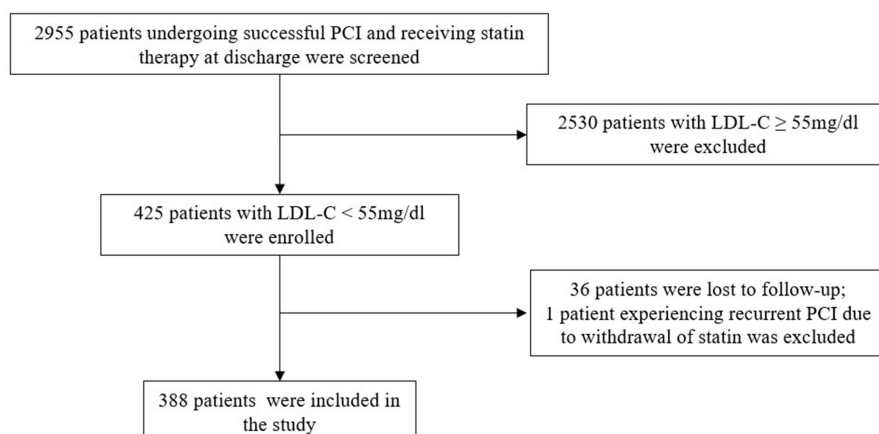 2955 patients undergoing successful PCI and receiving statin
therapy at discharge were screened
2530 patients with LDL-C ≥ 55mg/dl
were excluded
425 patients with LDL-C < 55mg/dl
were enrolled
36 patients were lost to follow-up;
1 patient experiencing recurrent PCI due
to withdrawal of statin was excluded
388 patients were included in
the study